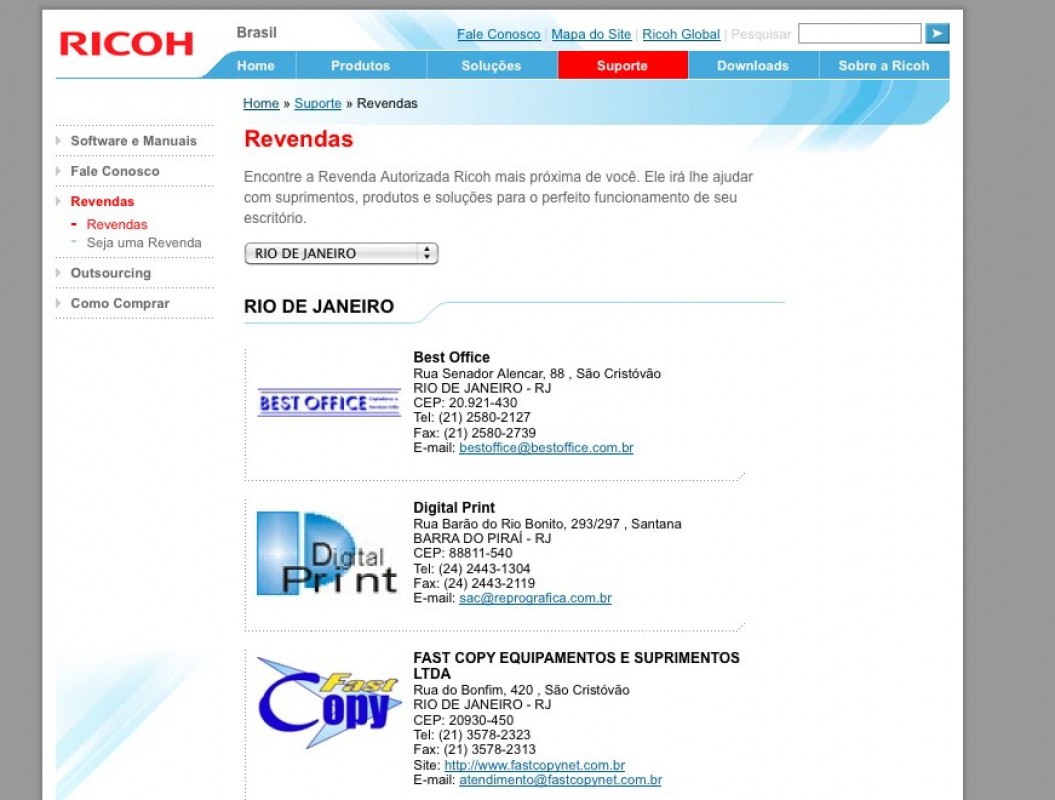 RICOH
Brasil
Fale Conosco | Mapa do Site | Ricoh Global | Pesquisar
Home
Produtos
Soluções
Suporte
Downloads
Sobre a Ricoh
Home » Suporte » Revendas
Software e Manuais
Fale Conosco
Revendas
- Revendas
- Seja uma Revenda
Outsourcing
Como Comprar
Revendas
Encontre a Revenda Autorizada Ricoh mais próxima de você. Ele irá lhe ajudar
com suprimentos, produtos e soluções para o perfeito funcionamento de seu
escritório.
RIO DE JANEIRO
RIO DE JANEIRO
BEST OFFICE
Best Office
Rua Senador Alencar, 88 , São Cristóvão
RIO DE JANEIRO - RJ
CEP: 20.921-430
Tel: (21) 2580-2127
Fax: (21) 2580-2739
E-mail: bestoffice@bestoffice.com.br
Digital
Print
Digital Print
Rua Barão do Rio Bonito, 293/297 , Santana
BARRA DO PIRAÍ - RJ
CEP: 88811-540
Tel: (24) 2443-1304
Fax: (24) 2443-2119
E-mail: sac@reprografica.com.br
Fast
Copy
FAST COPY EQUIPAMENTOS E SUPRIMENTOS
LTDA
Rua do Bonfim, 420 , São Cristóvão
RIO DE JANEIRO - RJ
CEP: 20930-450
Tel: (21) 3578-2323
Fax: (21) 3578-2313
Site: http://www.fastcopynet.com.br
E-mail: atendimento@fastcopynet.com.br